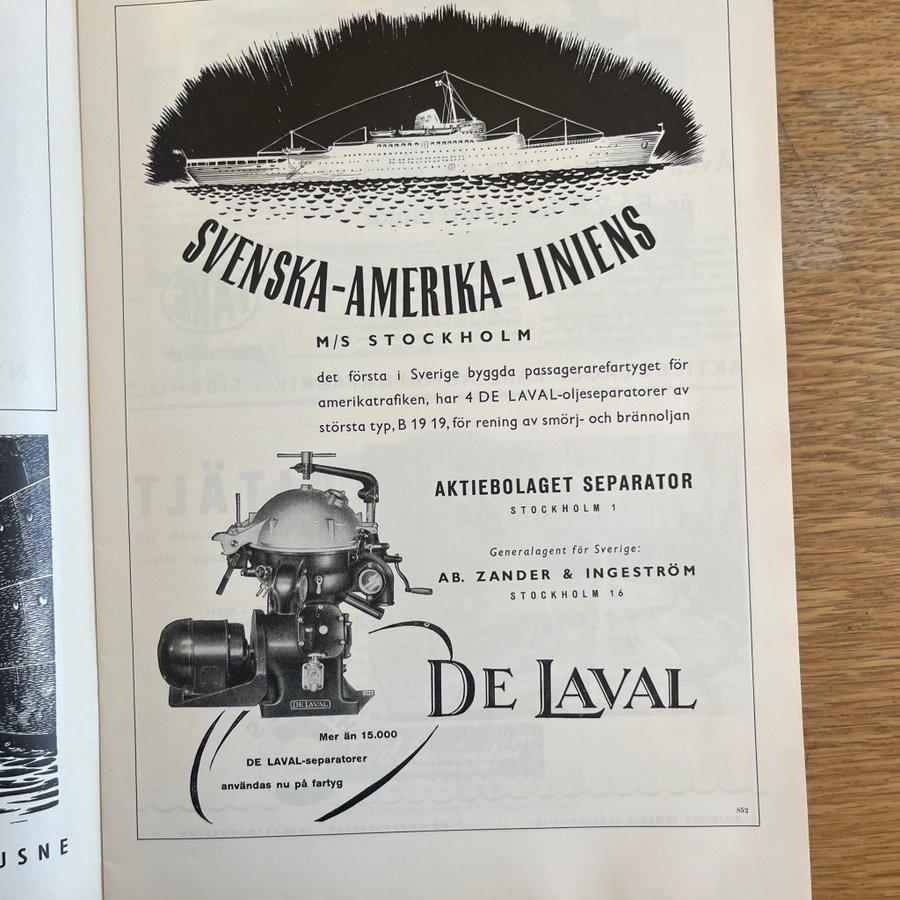 SVENSKA-AMERIKA-LINIENS
M/S STOCKHOLM
det första i Sverige byggda passagerarefartyget för
amerikatrafiken, har 4 DE LAVAL-oljeseparatorer av
största typ, B 19 19, för rening av smörj- och brännoljan
AKTIEBOLAGET SEPARATOR
STOCKHOLM 1
Generalagent för Sverige:
AB. ZANDER & INGESTRÖM
STOCKHOLM 16
DE LAVAL
DE LAVAL
Mer än 15.000
DE LAVAL-separatorer
användas nu på fartyg
852
USNE